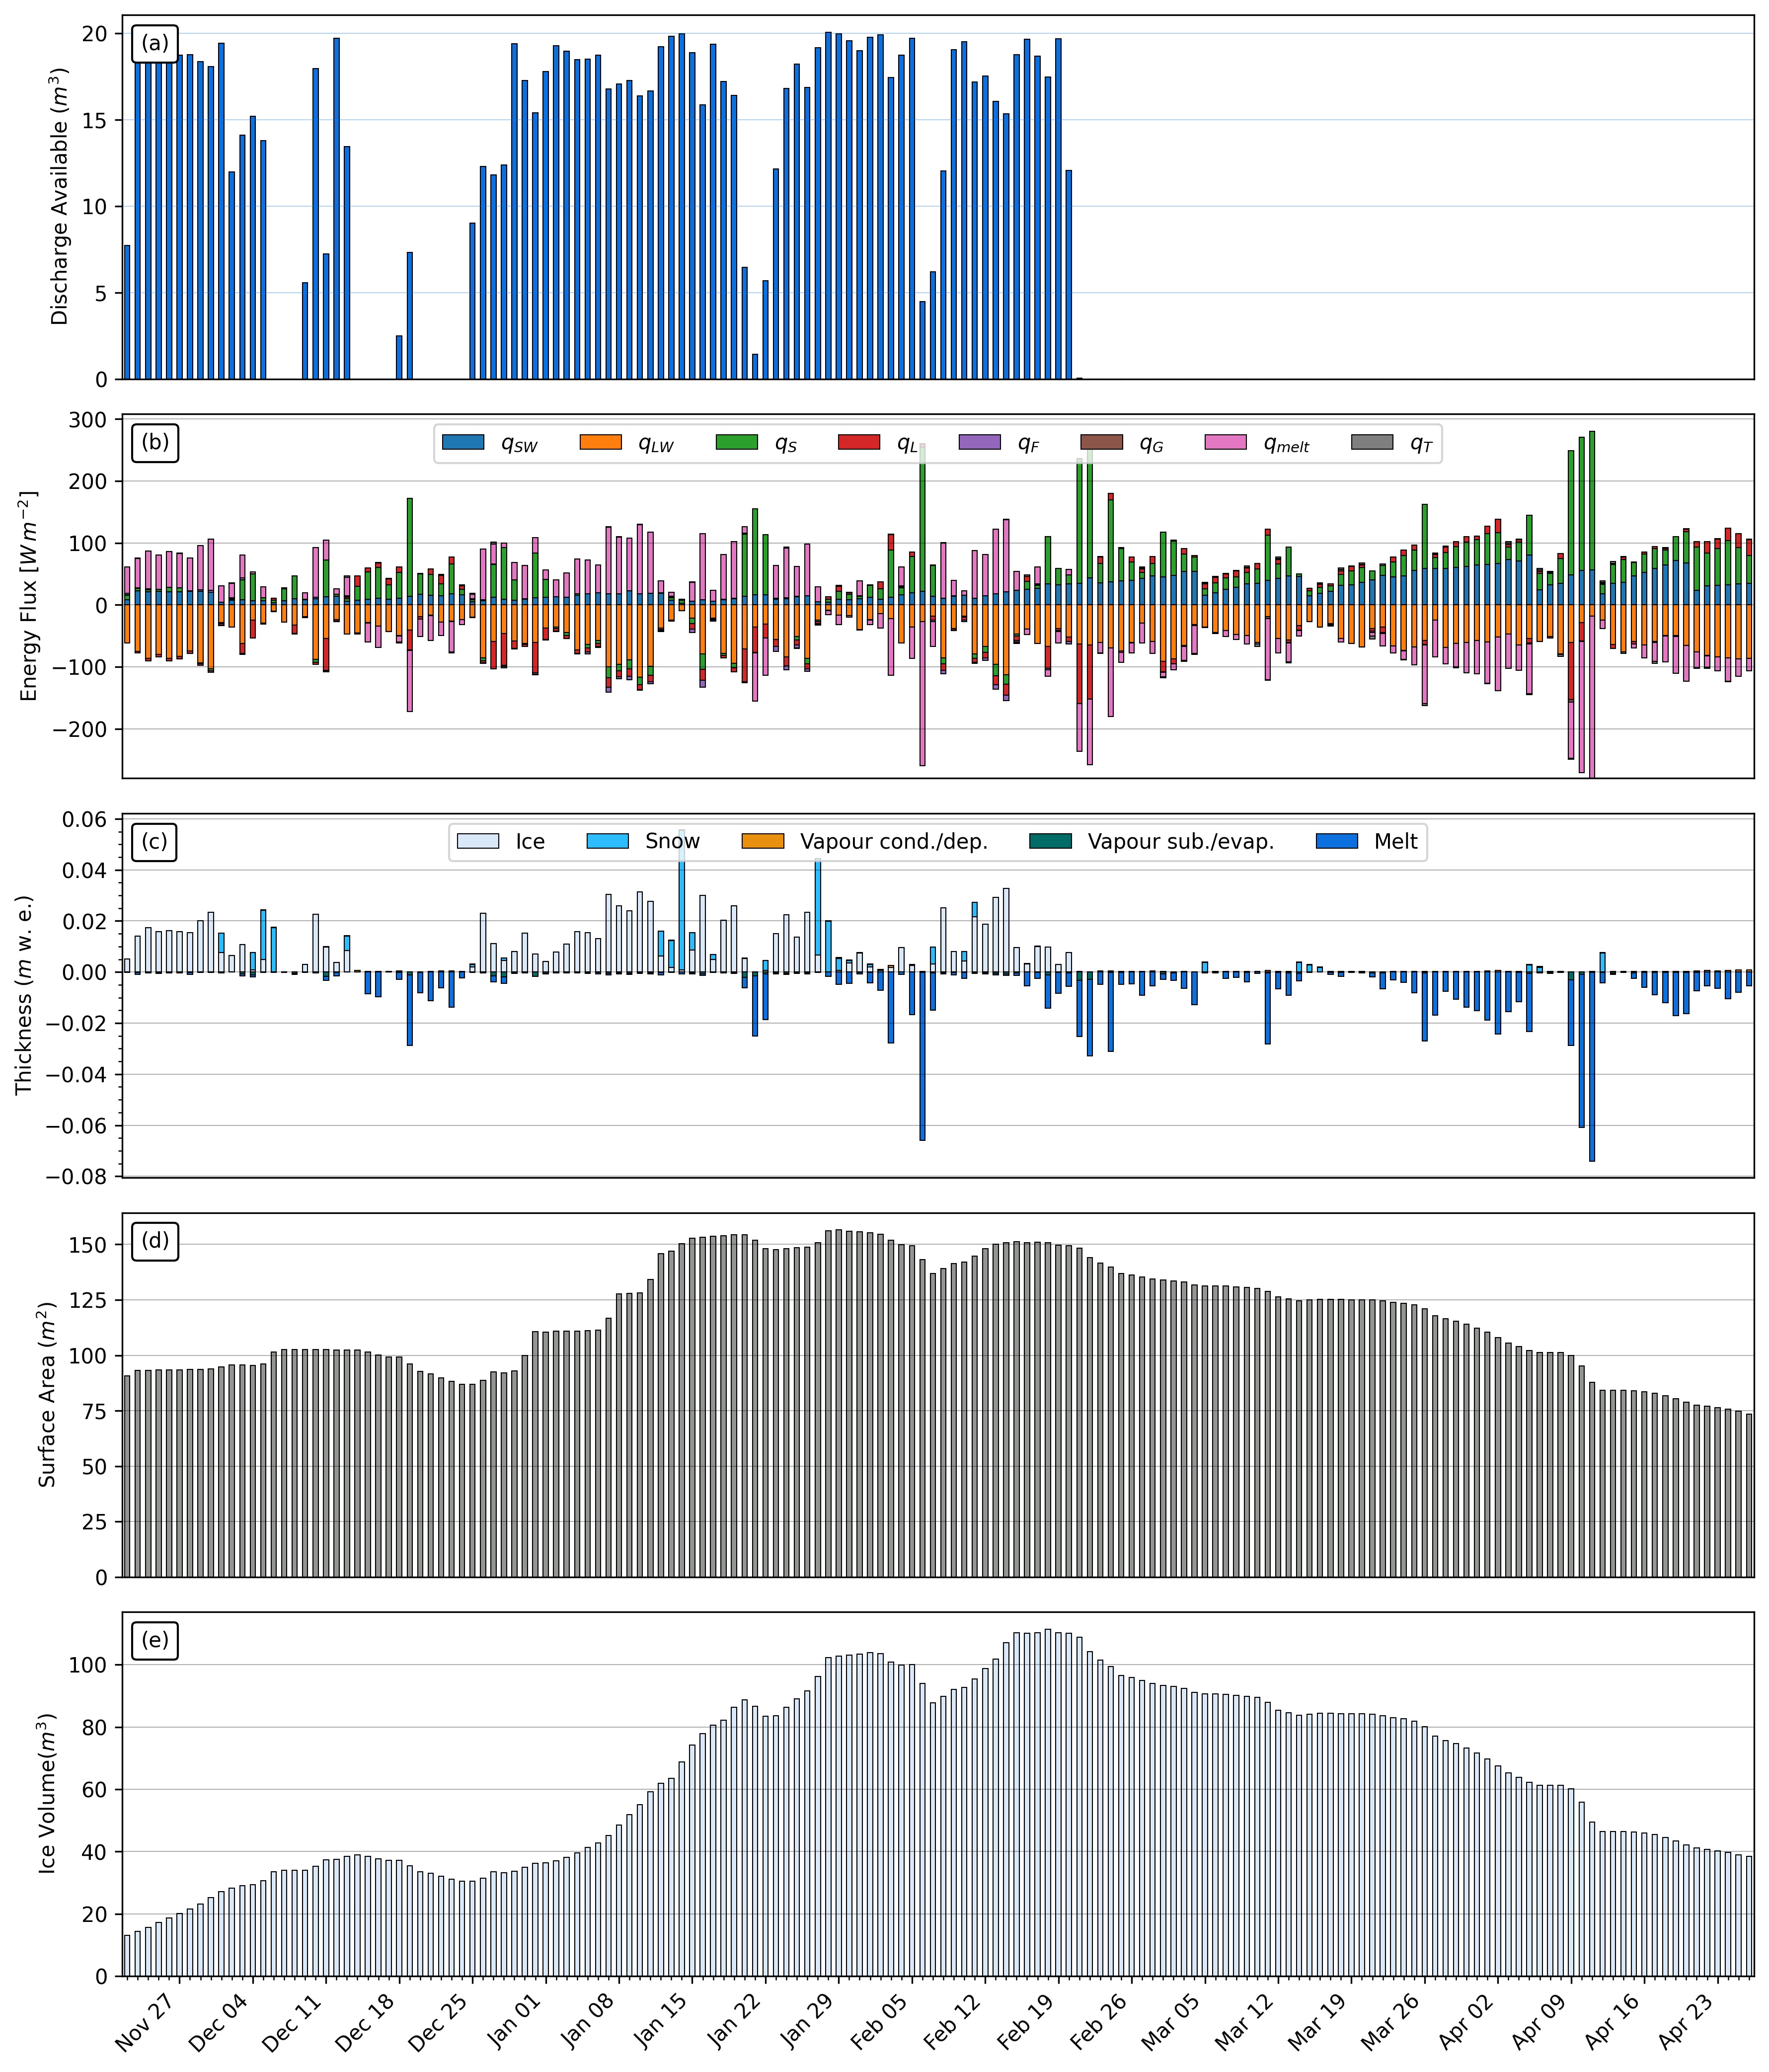 (a)
Discharge Available (m³)
20
15
10
5
0
(b)
q_SW q_LW q_S q_L q_F q_G q_melt q_T
Energy Flux [W m⁻²]
300
200
100
0
−100
−200
(c)
Ice Snow Vapour cond./dep. Vapour sub./evap. Melt
Thickness (m w. e.)
0.06
0.04
0.02
0.00
−0.02
−0.04
−0.06
−0.08
(d)
Surface Area (m²)
150
125
100
75
50
25
0
(e)
Ice Volume(m³)
100
80
60
40
20
0
Nov 27 Dec 04 Dec 11 Dec 18 Dec 25 Jan 01 Jan 08 Jan 15 Jan 22 Jan 29 Feb 05 Feb 12 Feb 19 Feb 26 Mar 05 Mar 12 Mar 19 Mar 26 Apr 02 Apr 09 Apr 16 Apr 23